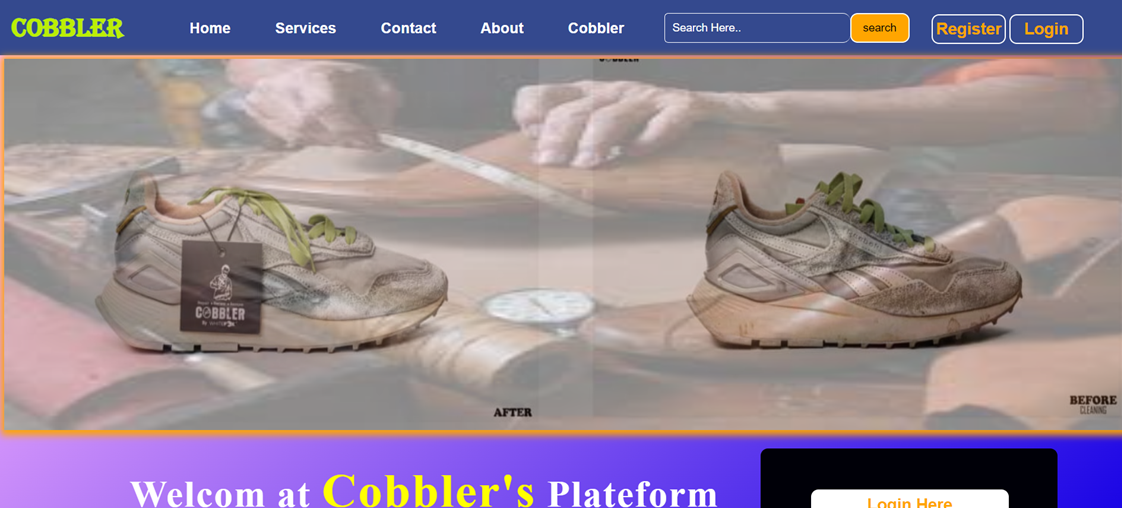 COBBLER Home Services Contact About Cobbler Search Here.. search Register Login
COBBLER
COBBLER
AFTER
BEFORE
CLEANING
Welcom at Cobbler's Plateform
Login Here